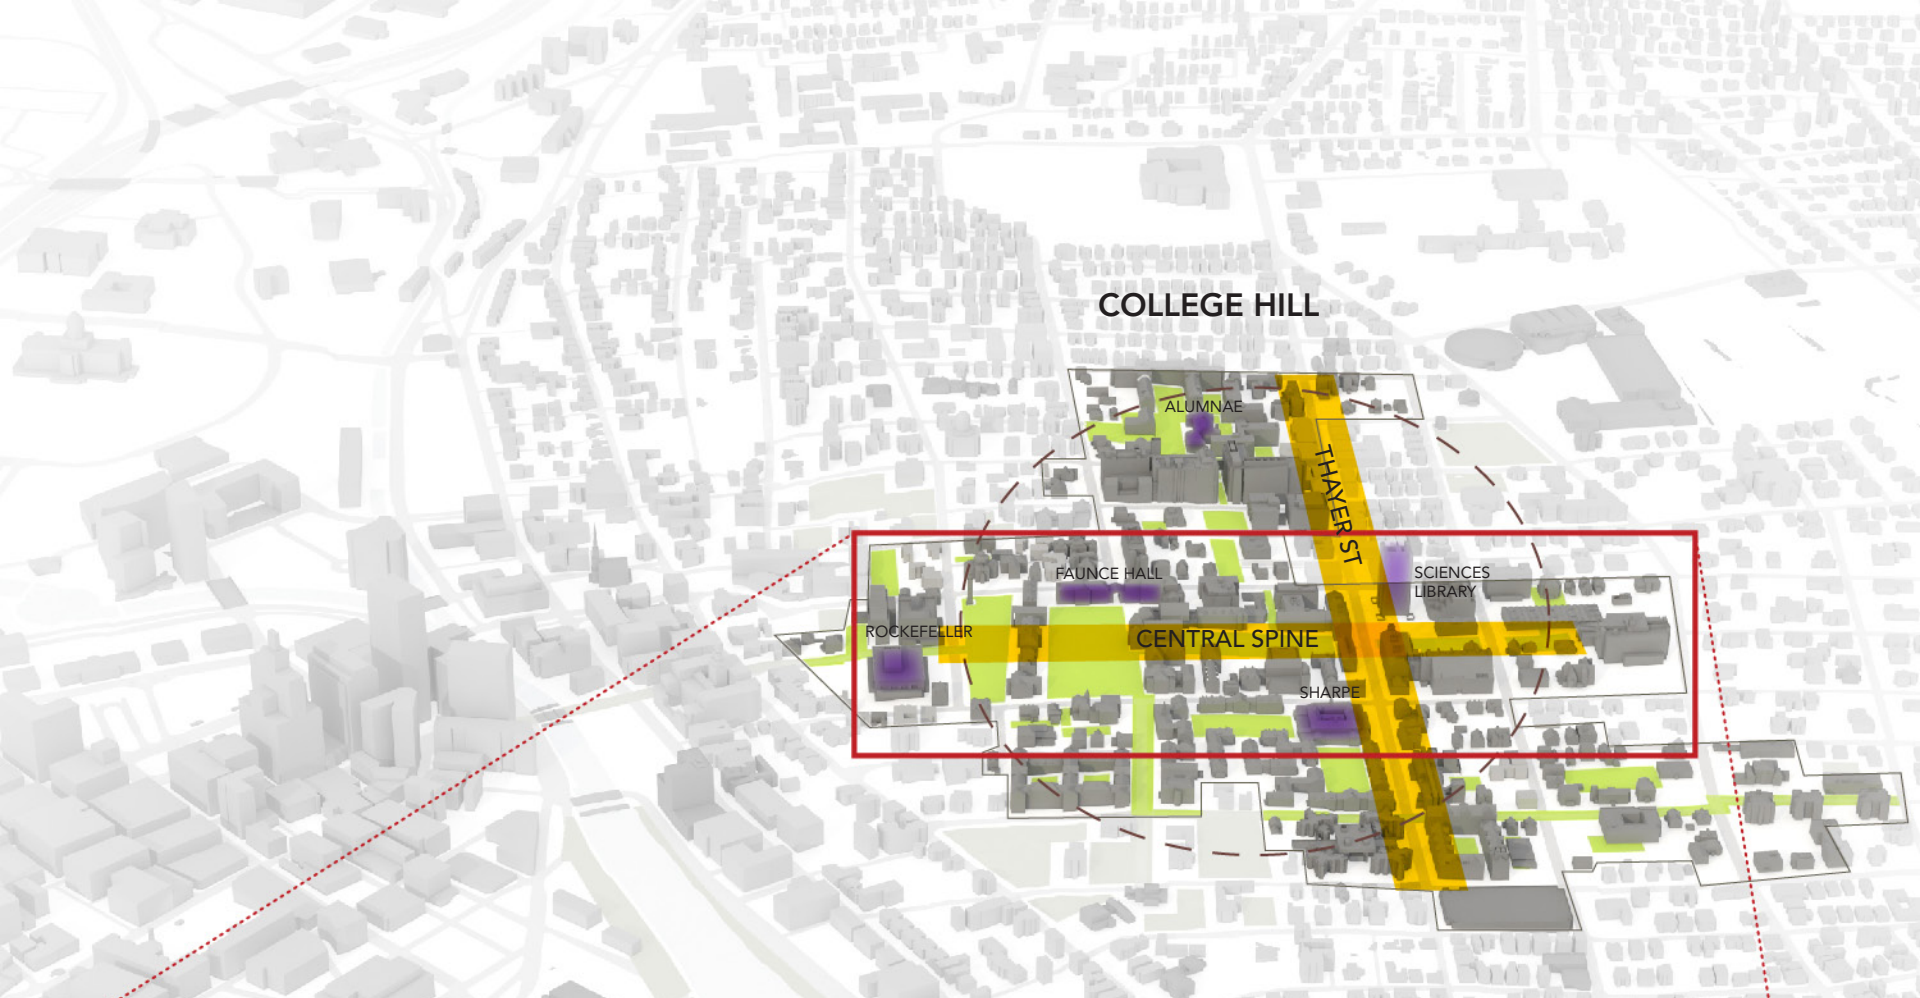 COLLEGE HILL
ALUMNAE
THAYER ST
FAUNCE HALL
SCIENCES
LIBRARY
ROCKEFELLER
CENTRAL SPINE
SHARPE